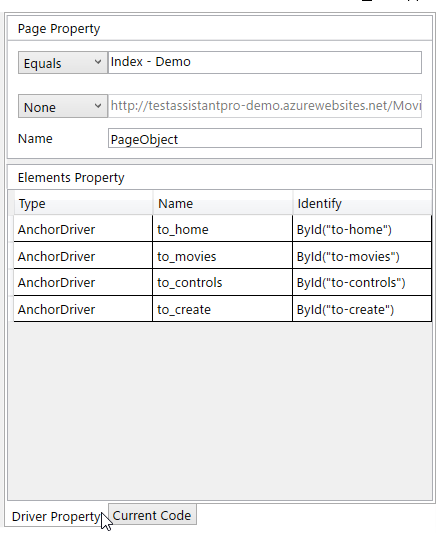 Page Property
Equals Index - Demo
None http://testassistantpro-demo.azurewebsites.net/Movi
Name PageObject
Elements Property
Type Name Identify
AnchorDriver to_home ById("to-home")
AnchorDriver to_movies ById("to-movies")
AnchorDriver to_controls ById("to-controls")
AnchorDriver to_create ById("to-create")
Driver Property Current Code